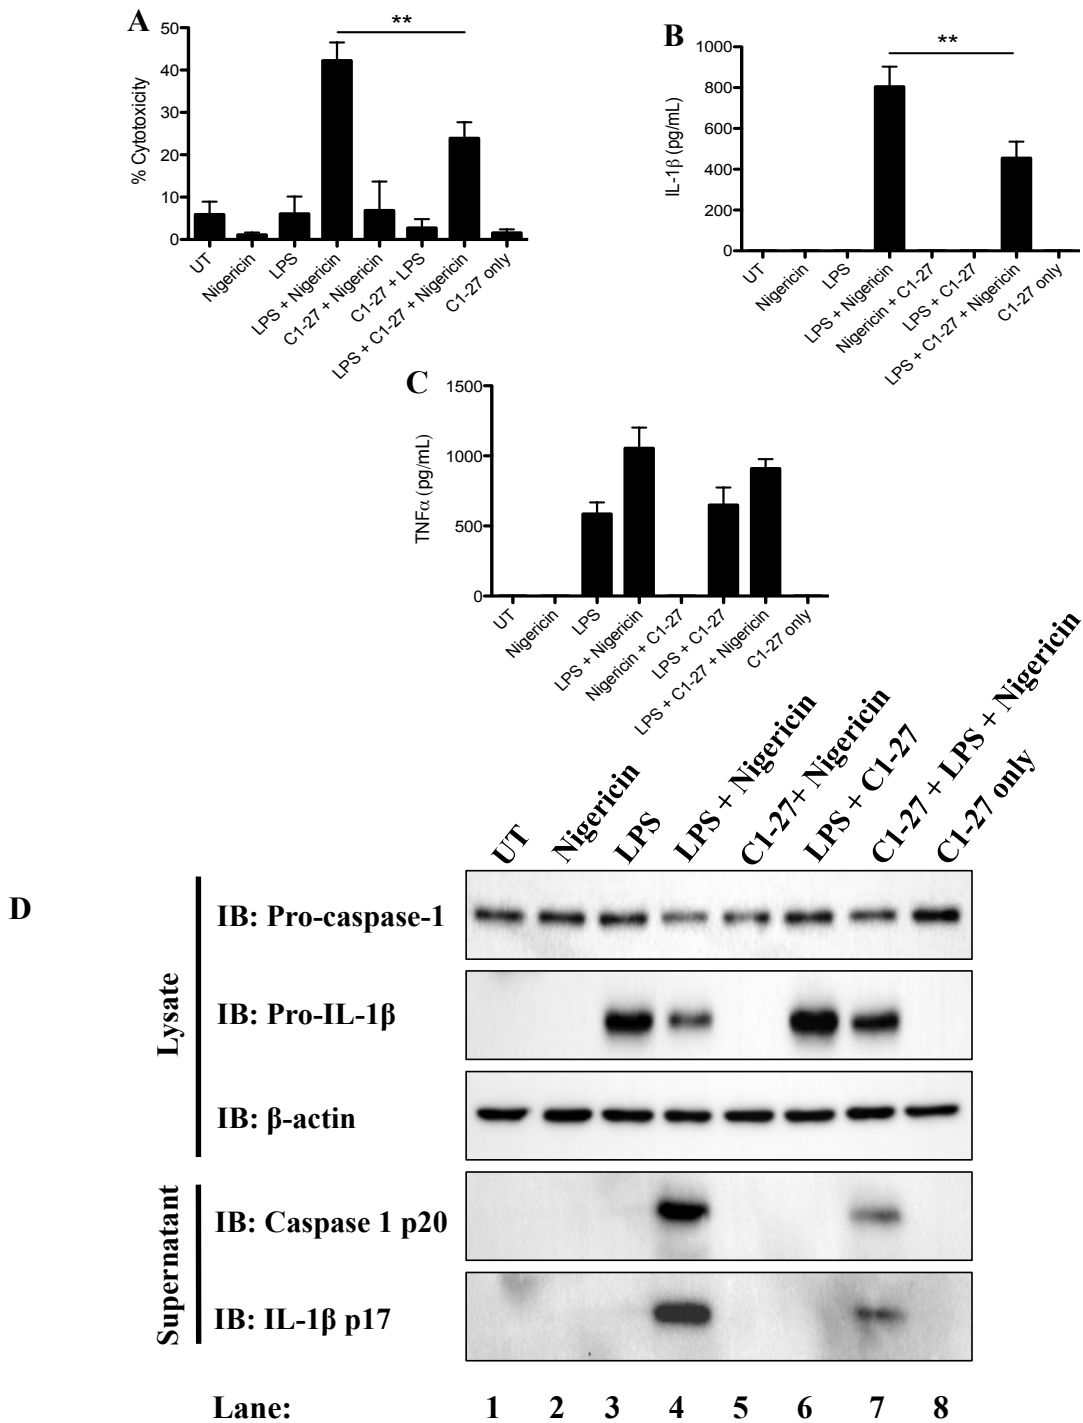 A
**
% Cytotoxicity
50
40
30
20
10
0
UT
Nigericin
LPS
LPS + Nigericin
C1-27 + Nigericin
C1-27 + LPS
LPS + C1-27 + Nigericin
C1-27 only
B
**
IL-1β (pg/mL)
1000
800
600
400
200
0
UT
Nigericin
LPS
LPS + Nigericin
Nigericin + C1-27
LPS + C1-27
LPS + C1-27 + Nigericin
C1-27 only
C
TNFα (pg/mL)
1500
1000
500
0
UT
Nigericin
LPS
LPS + Nigericin
Nigericin + C1-27
LPS + C1-27
LPS + C1-27 + Nigericin
C1-27 only
D
UT
Nigericin
LPS
LPS + Nigericin
C1-27+ Nigericin
LPS + C1-27
C1-27 + LPS + Nigericin
C1-27 only
Lysate
IB: Pro-caspase-1
IB: Pro-IL-1β
IB: β-actin
Supernatant
IB: Caspase 1 p20
IB: IL-1β p17
Lane: 1 2 3 4 5 6 7 8